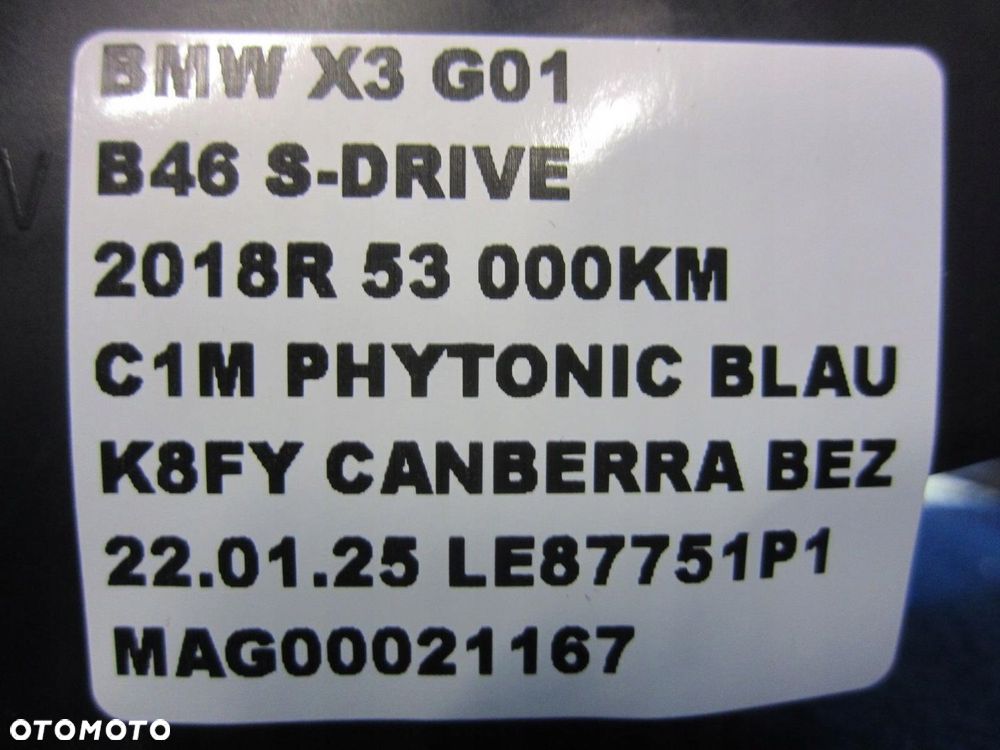 BMW X3 G01
B46 S-DRIVE
2018R 53 000KM
C1M PHYTONIC BLAU
K8FY CANBERRA BEZ
22.01.25 LE87751P1
MAG00021167
OTOMOTO